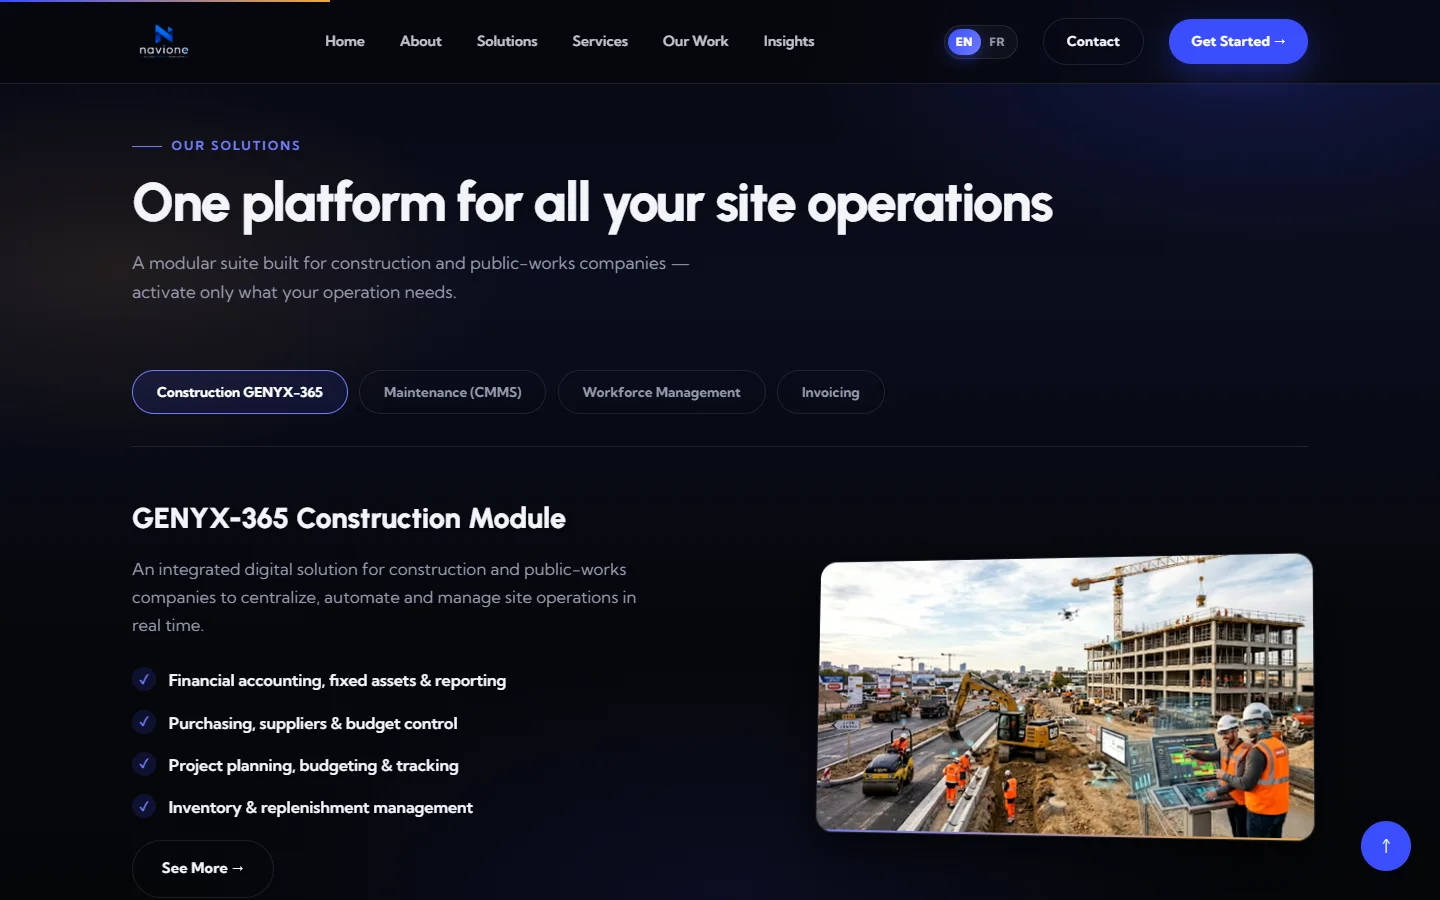 navione
Home
About
Solutions
Services
Our Work
Insights
EN
FR
Contact
Get Started →
OUR SOLUTIONS
One platform for all your site operations
A modular suite built for construction and public-works companies —
activate only what your operation needs.
Construction GENYX-365
Maintenance (CMMS)
Workforce Management
Invoicing
GENYX-365 Construction Module
An integrated digital solution for construction and public-works
companies to centralize, automate and manage site operations in
real time.
✓ Financial accounting, fixed assets & reporting
✓ Purchasing, suppliers & budget control
✓ Project planning, budgeting & tracking
✓ Inventory & replenishment management
See More →
↑